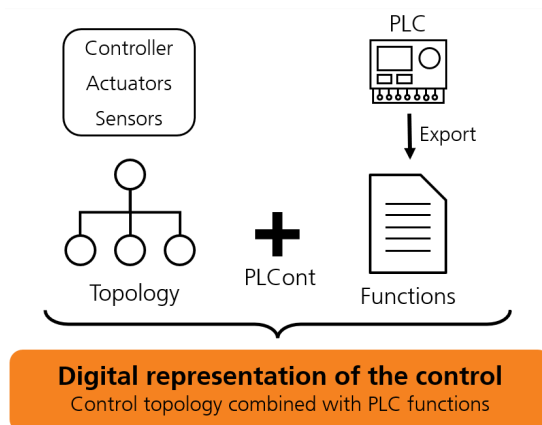 Controller
Actuators
Sensors
PLC
Export
Topology
PLCont
Functions
Digital representation of the control
Control topology combined with PLC functions